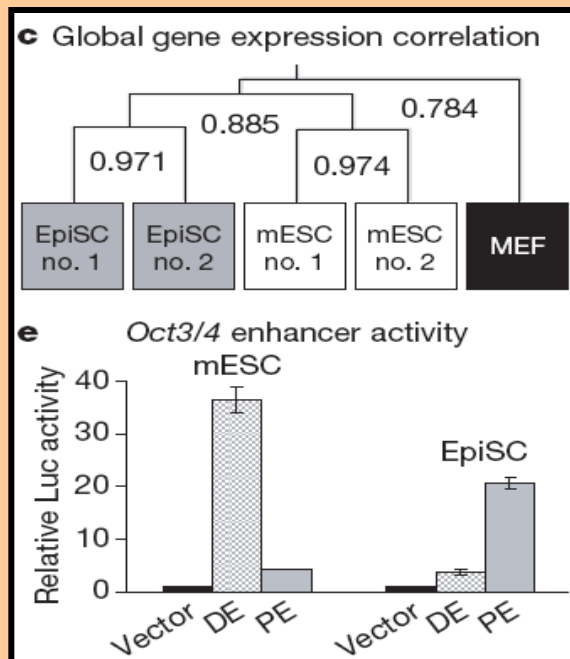 c Global gene expression correlation
0.784
0.885
0.971
0.974
EpiSC no. 1
EpiSC no. 2
mESC no. 1
mESC no. 2
MEF
e Oct3/4 enhancer activity
mESC
EpiSC
Relative Luc activity
40
30
20
10
0
Vector
DE
PE
Vector
DE
PE